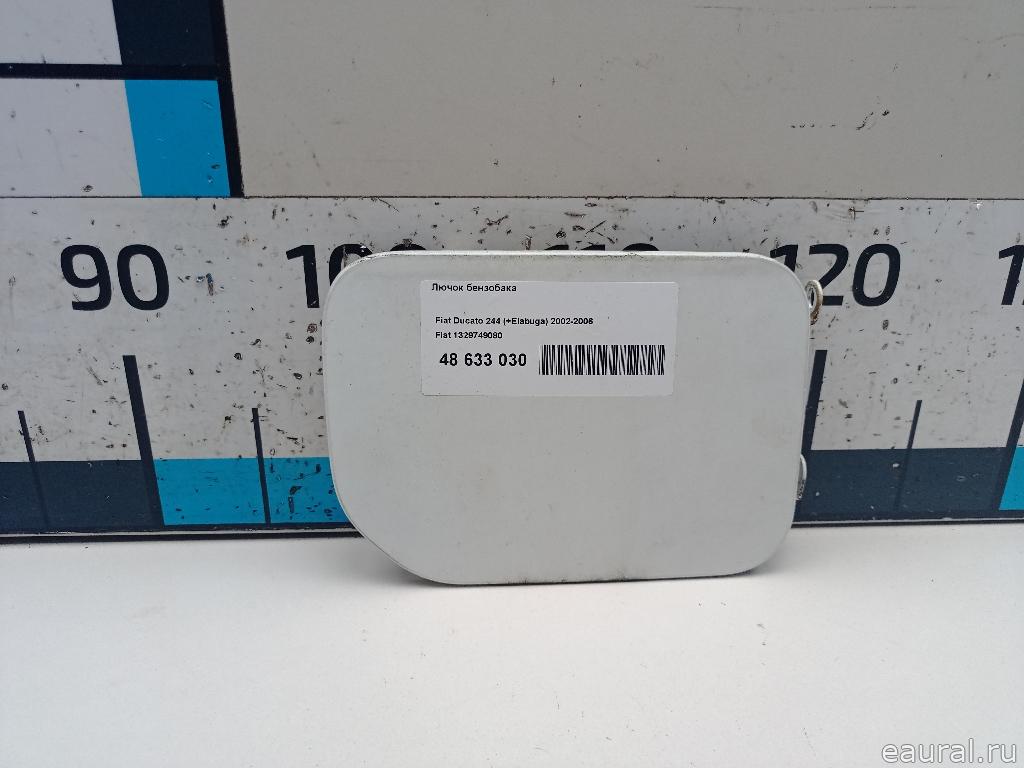 90
120
Лючок бензобака
Fiat Ducato 244 (+Elabuga) 2002-2006
Fiat 1329749080
48 633 030
eaural.ru